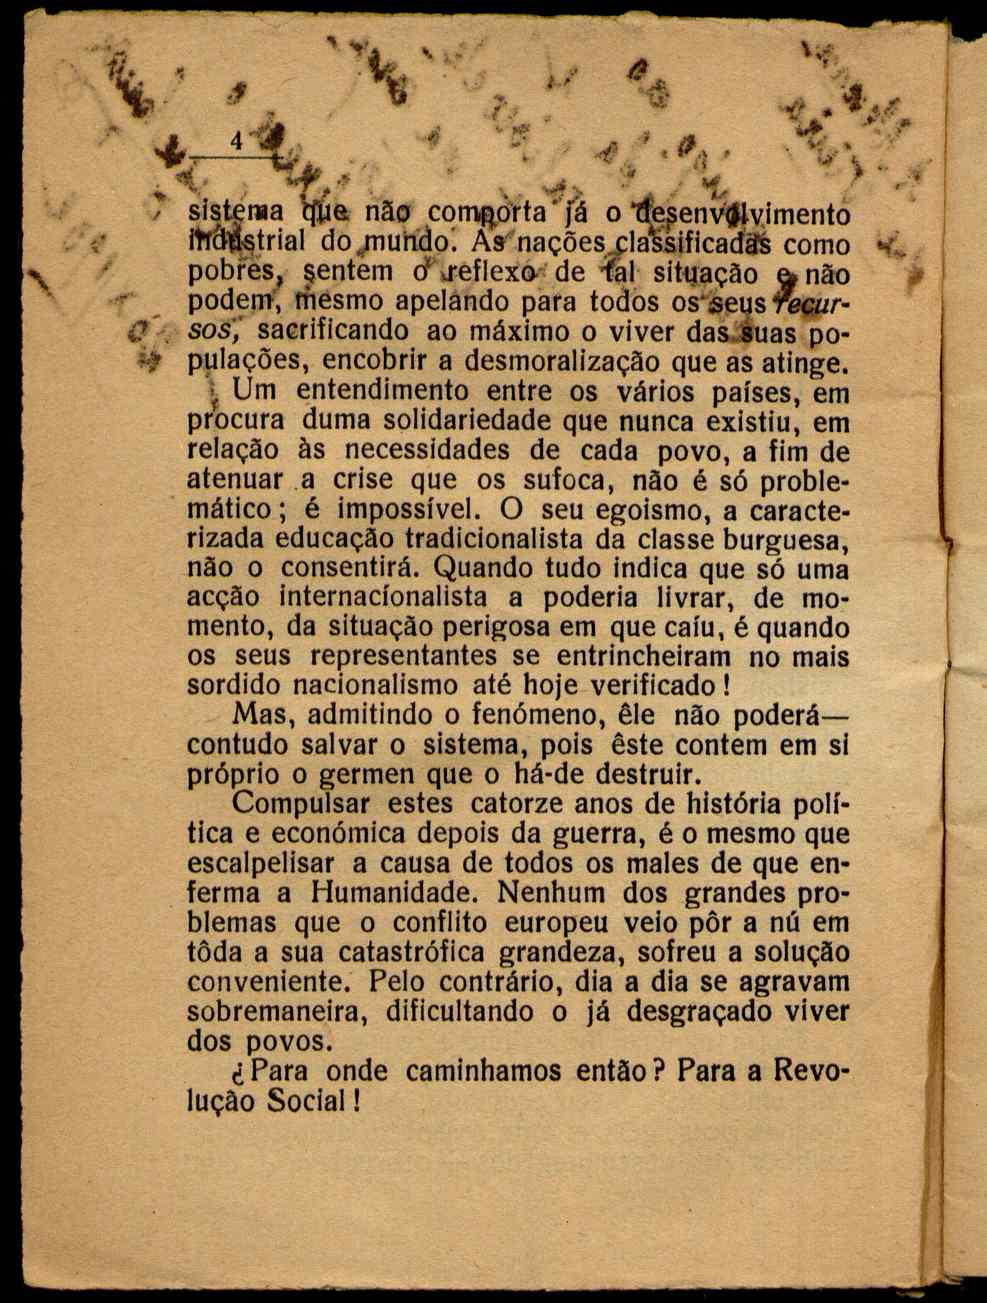 4
sistema que não comporta já o desenvolvimento
industrial do mundo. As nações classificadas como
pobres, sentem o reflexo de tal situação e não
podem, mesmo apelando para todos os seus recur-
sos, sacrificando ao máximo o viver das suas po-
pulações, encobrir a desmoralização que as atinge.
Um entendimento entre os vários países, em
procura duma solidariedade que nunca existiu, em
relação às necessidades de cada povo, a fim de
atenuar a crise que os sufoca, não é só proble-
mático; é impossível. O seu egoismo, a caracte-
rizada educação tradicionalista da classe burguesa,
não o consentirá. Quando tudo indica que só uma
acção internacíonalista a poderia livrar, de mo-
mento, da situação perigosa em que caíu, é quando
os seus representantes se entrincheiram no mais
sordido nacionalismo até hoje verificado!
Mas, admitindo o fenómeno, êle não poderá—
contudo salvar o sistema, pois êste contem em si
próprio o germen que o há-de destruir.
Compulsar estes catorze anos de história polí-
tica e económica depois da guerra, é o mesmo que
escalpelisar a causa de todos os males de que en-
ferma a Humanidade. Nenhum dos grandes pro-
blemas que o conflito europeu veio pôr a nú em
tôda a sua catastrófica grandeza, sofreu a solução
conveniente. Pelo contrário, dia a dia se agravam
sobremaneira, dificultando o já desgraçado viver
dos povos.
¿Para onde caminhamos então? Para a Revo-
lução Social!